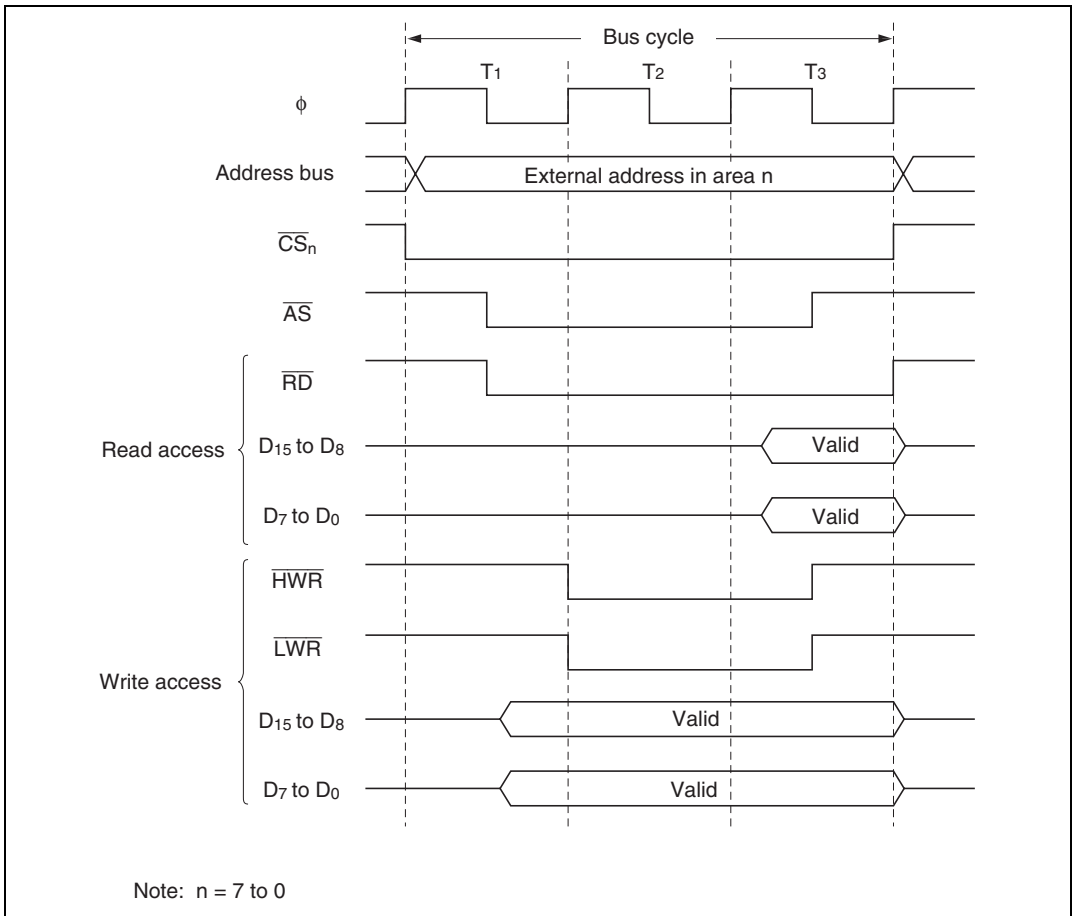 Bus cycle
T1 T2 T3
ϕ
Address bus External address in area n
CSn
AS
RD
Read access D15 to D8 Valid
D7 to D0 Valid
HWR
LWR
Write access D15 to D8 Valid
D7 to D0 Valid
Note: n = 7 to 0